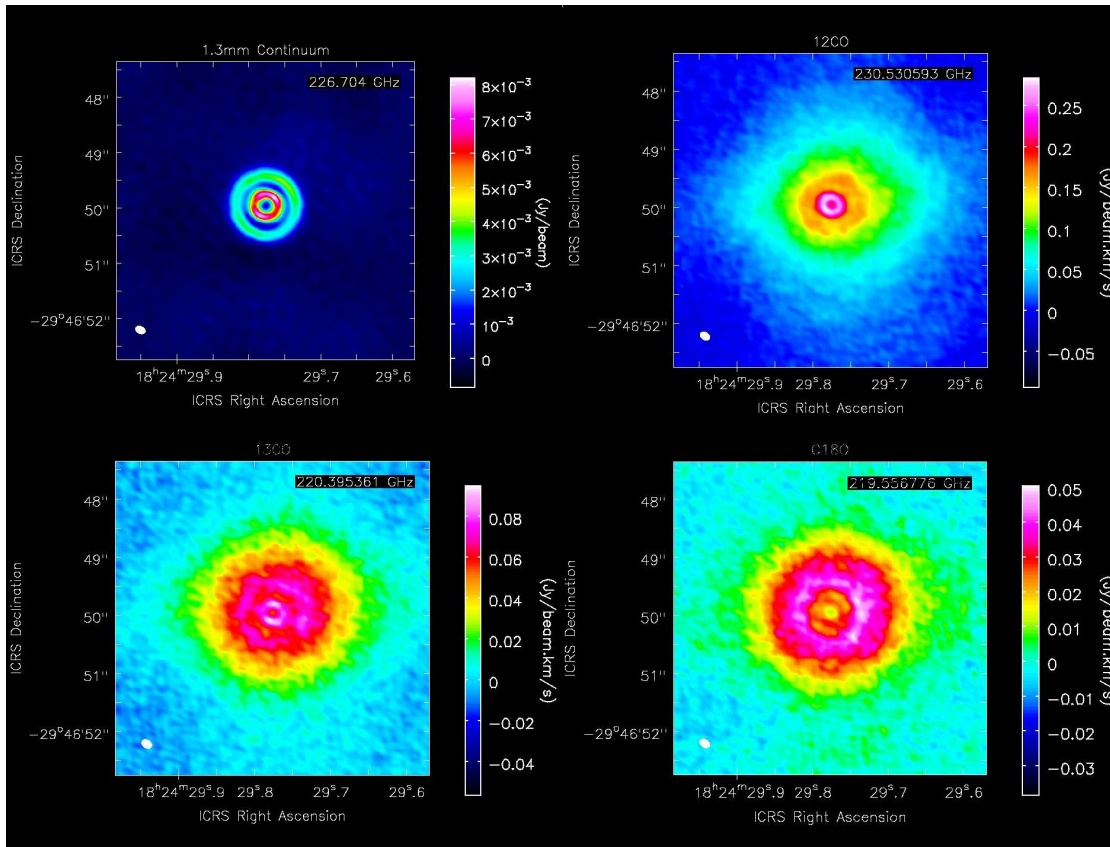 1.3mm Continuum
226.704 GHz
48''
49''
50''
51''
−29°46'52''
18ʰ24ᵐ29ˢ.9
29ˢ.8
29ˢ.7
29ˢ.6
ICRS Declination
ICRS Right Ascension
8×10⁻³
7×10⁻³
6×10⁻³
5×10⁻³
4×10⁻³
3×10⁻³
2×10⁻³
10⁻³
0
(Jy/beam)
12CO
230.530593 GHz
48''
49''
50''
51''
−29°46'52''
18ʰ24ᵐ29ˢ.9
29ˢ.8
29ˢ.7
29ˢ.6
ICRS Declination
ICRS Right Ascension
0.25
0.2
0.15
0.1
0.05
0
−0.05
(Jy/beam.km/s)
13CO
220.395361 GHz
48''
49''
50''
51''
−29°46'52''
18ʰ24ᵐ29ˢ.9
29ˢ.8
29ˢ.7
29ˢ.6
ICRS Declination
ICRS Right Ascension
0.08
0.06
0.04
0.02
0
−0.02
−0.04
(Jy/beam.km/s)
C18O
219.556776 GHz
48''
49''
50''
51''
−29°46'52''
18ʰ24ᵐ29ˢ.9
29ˢ.8
29ˢ.7
29ˢ.6
ICRS Declination
ICRS Right Ascension
0.05
0.04
0.03
0.02
0.01
0
−0.01
−0.02
−0.03
(Jy/beam.km/s)